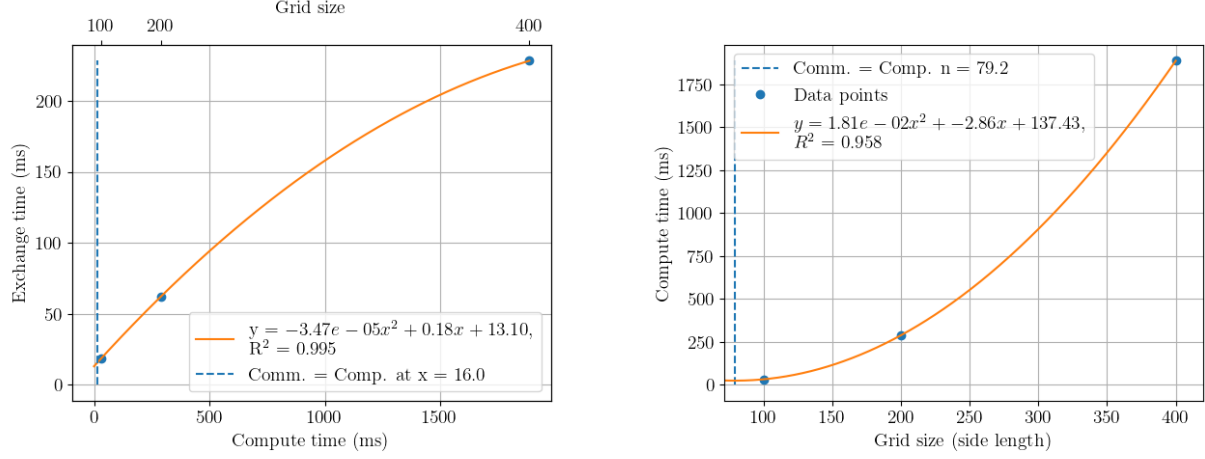 Grid size
100 200 400
Exchange time (ms)
200
150
100
50
0
y = −3.47e − 05x² + 0.18x + 13.10,
R² = 0.995
Comm. = Comp. at x = 16.0
0 500 1000 1500
Compute time (ms)
Compute time (ms)
1750
1500
1250
1000
750
500
250
0
Comm. = Comp. n = 79.2
Data points
y = 1.81e − 02x² + −2.86x + 137.43,
R² = 0.958
100 150 200 250 300 350 400
Grid size (side length)